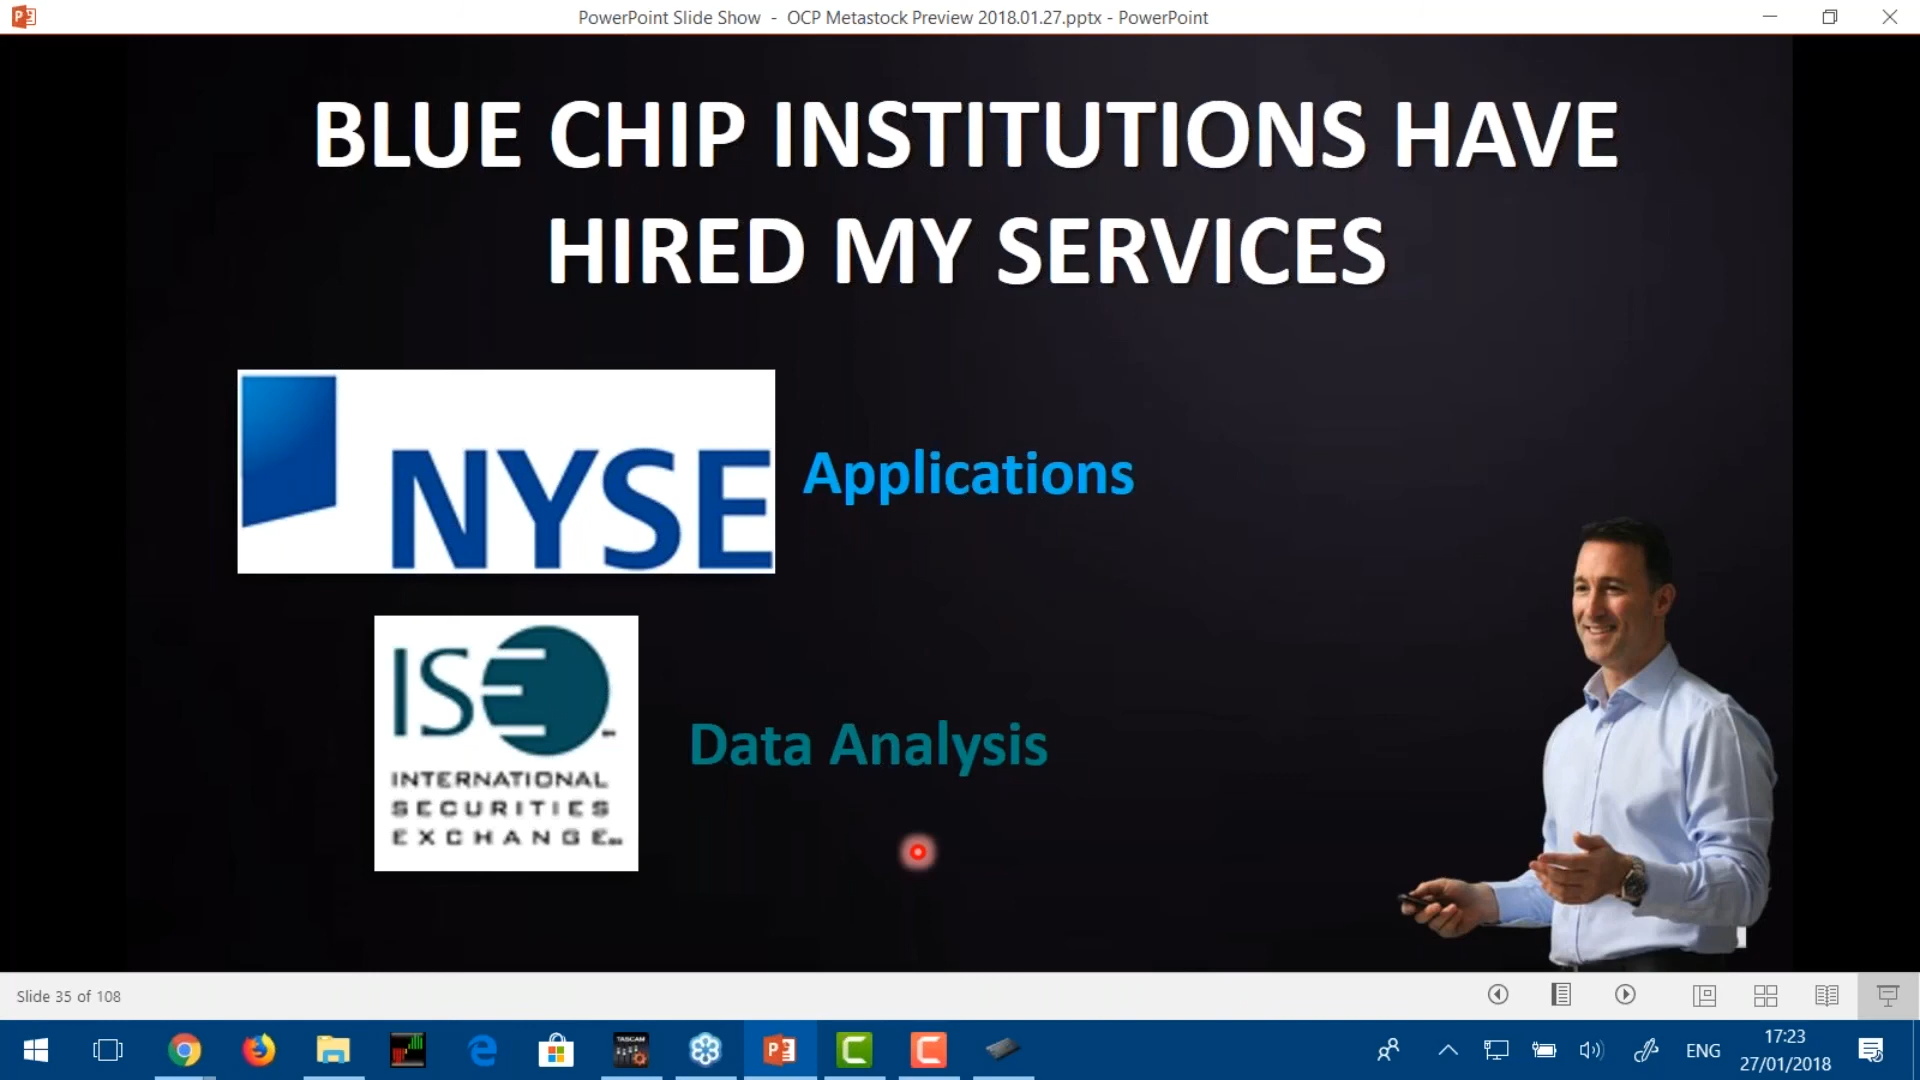 PowerPoint Slide Show - OCP Metastock Preview 2018.01.27.pptx - PowerPoint
BLUE CHIP INSTITUTIONS HAVE
HIRED MY SERVICES
NYSE
Applications
ISE
INTERNATIONAL
SECURITIES
EXCHANGE
Data Analysis
Slide 35 of 108
TASCAM
ENG
17:23
27/01/2018